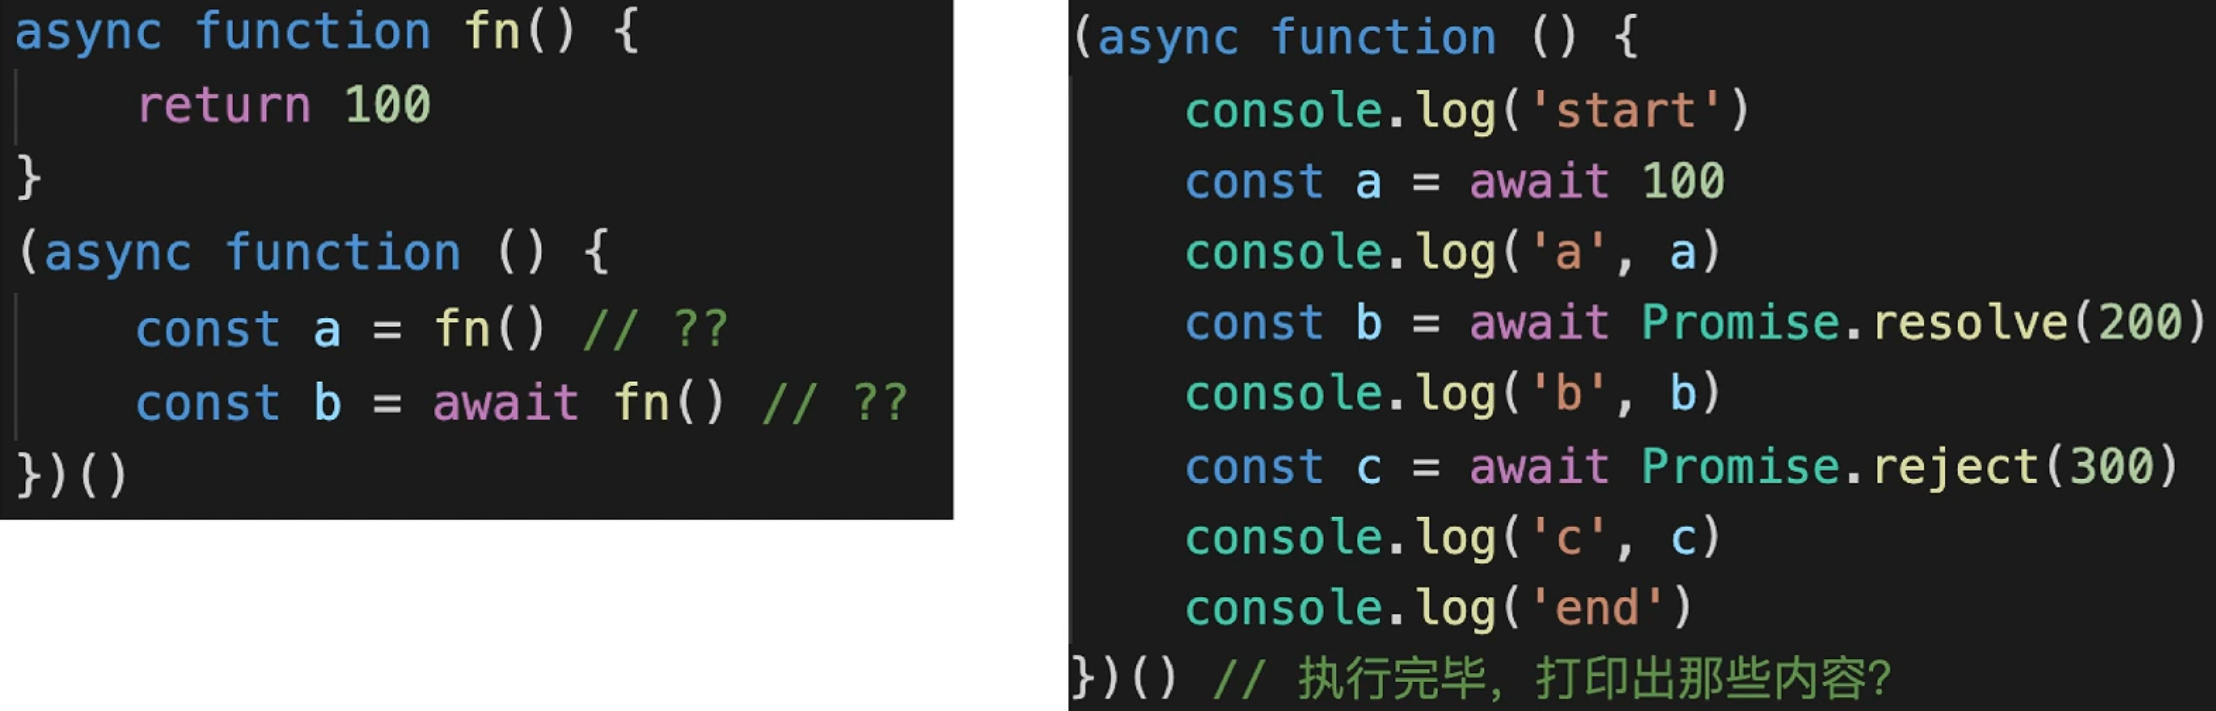 async function fn() {
    return 100
}
(async function () {
    const a = fn() // ??
    const b = await fn() // ??
})()
(async function () {
    console.log('start')
    const a = await 100
    console.log('a', a)
    const b = await Promise.resolve(200)
    console.log('b', b)
    const c = await Promise.reject(300)
    console.log('c', c)
    console.log('end')
})() // 执行完毕，打印出那些内容？